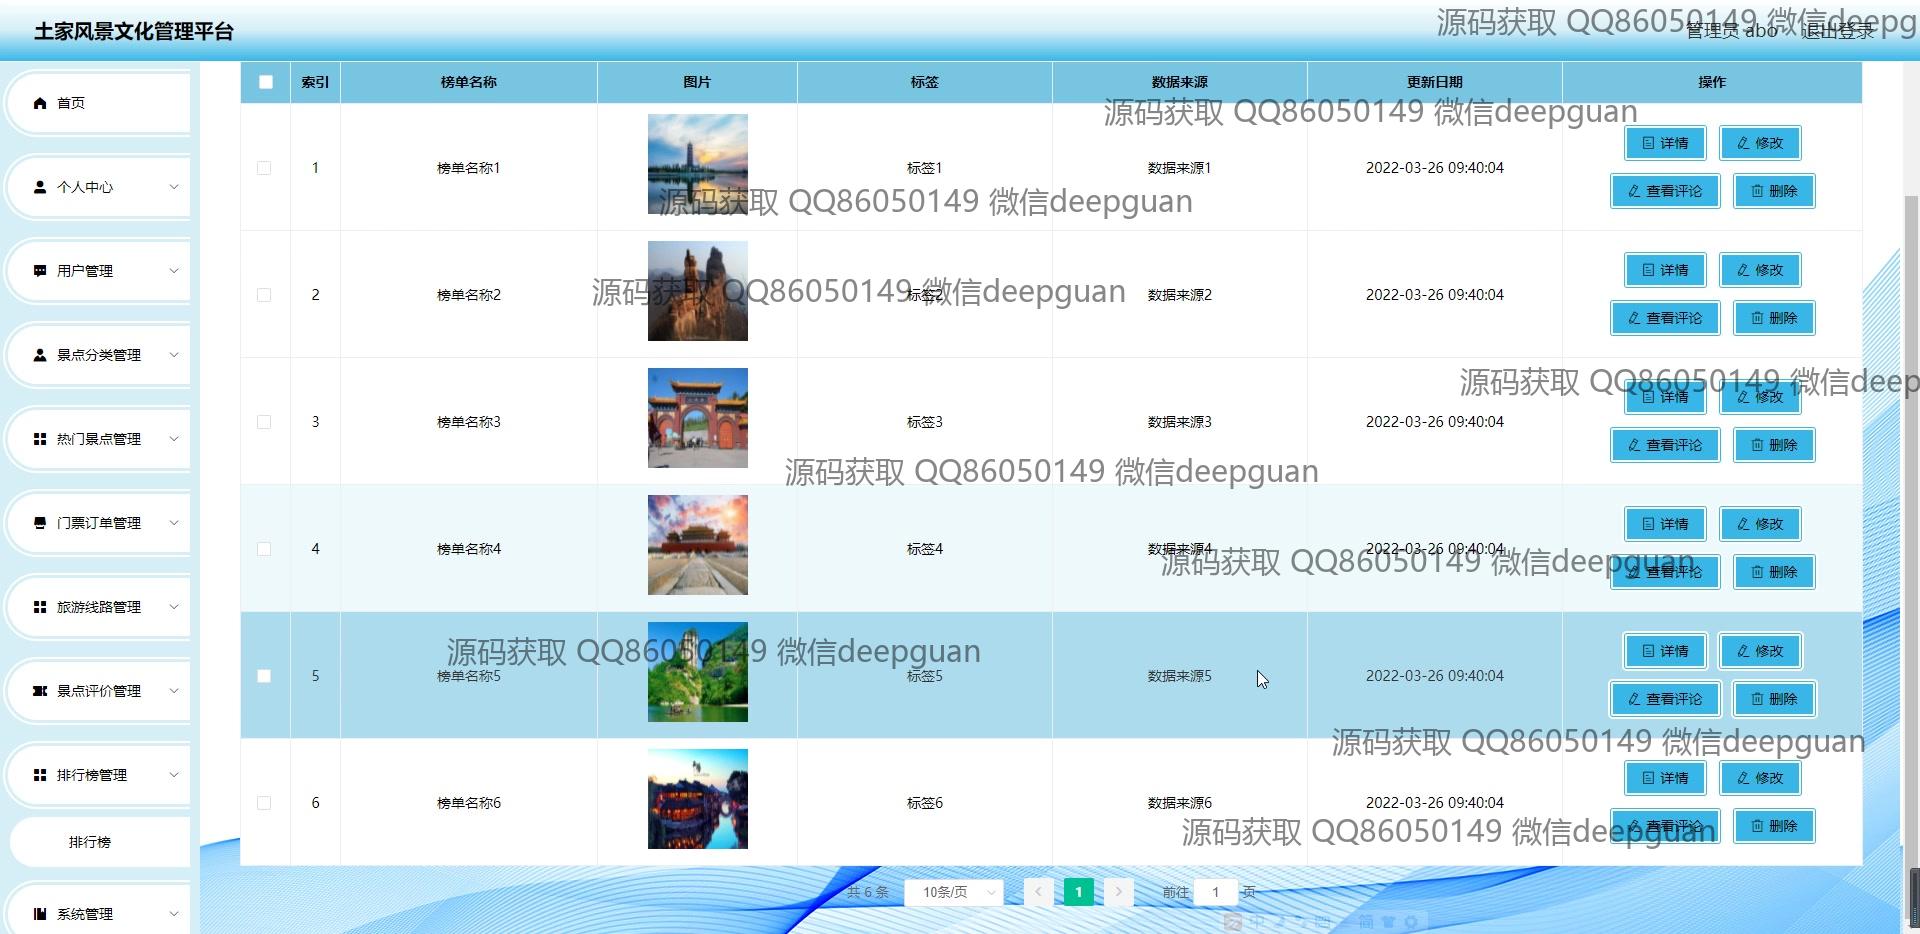 土家风景文化管理平台
源码获取 QQ86050149 微信deepg
管理员 abo 退出登录
首页
个人中心
用户管理
景点分类管理
热门景点管理
门票订单管理
旅游线路管理
景点评价管理
排行榜管理
排行榜
系统管理
索引 榜单名称 图片 标签 数据来源 更新日期 操作
源码获取 QQ86050149 微信deepguan
1 榜单名称1 标签1 数据来源1 2022-03-26 09:40:04 详情 修改
查看评论 删除
源码获取 QQ86050149 微信deepguan
2 榜单名称2 标签2 数据来源2 2022-03-26 09:40:04 详情 修改
查看评论 删除
源码获取 QQ86050149 微信deepguan
3 榜单名称3 标签3 数据来源3 2022-03-26 09:40:04 详情 修改
查看评论 删除
源码获取 QQ86050149 微信deep
源码获取 QQ86050149 微信deepguan
4 榜单名称4 标签4 数据来源4 2022-03-26 09:40:04 详情 修改
查看评论 删除
源码获取 QQ86050149 微信deepguan
5 榜单名称5 标签5 数据来源5 2022-03-26 09:40:04 详情 修改
查看评论 删除
源码获取 QQ86050149 微信deepguan
源码获取 QQ86050149 微信deepguan
6 榜单名称6 标签6 数据来源6 2022-03-26 09:40:04 详情 修改
查看评论 删除
源码获取 QQ86050149 微信deepguan
共 6 条 10条/页 1 前往 1 页
中 简